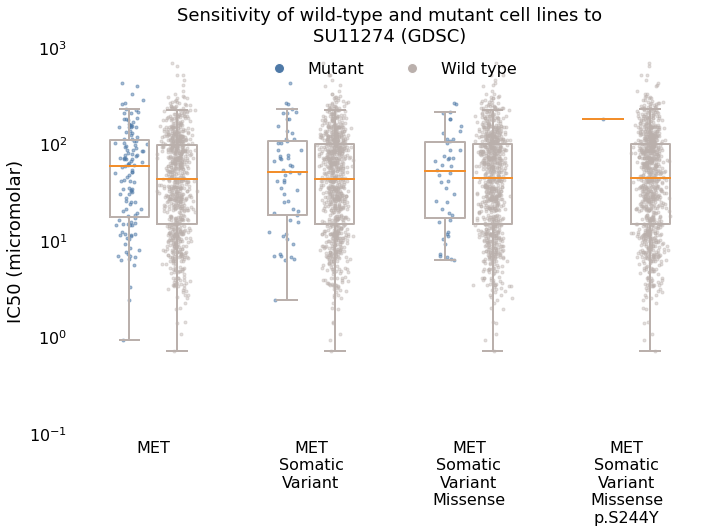 Sensitivity of wild-type and mutant cell lines to
SU11274 (GDSC)
Mutant
Wild type
IC50 (micromolar)
10³
10²
10¹
10⁰
10⁻¹
MET
MET
Somatic
Variant
MET
Somatic
Variant
Missense
MET
Somatic
Variant
Missense
p.S244Y